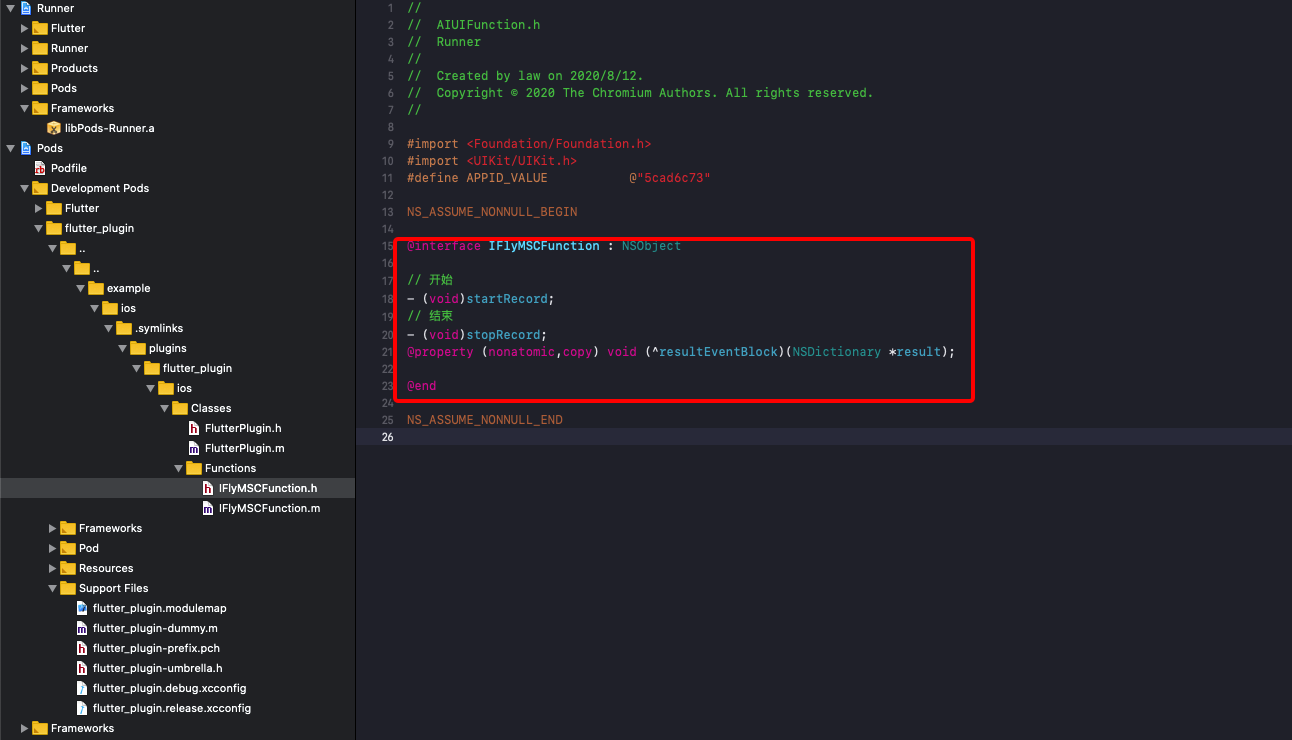 Runner
Flutter
Runner
Products
Pods
Frameworks
libPods-Runner.a
Pods
Podfile
Development Pods
Flutter
flutter_plugin
..
..
example
ios
.symlinks
plugins
flutter_plugin
ios
Classes
FlutterPlugin.h
FlutterPlugin.m
Functions
IFlyMSCFunction.h
IFlyMSCFunction.m
Frameworks
Pod
Resources
Support Files
flutter_plugin.modulemap
flutter_plugin-dummy.m
flutter_plugin-prefix.pch
flutter_plugin-umbrella.h
flutter_plugin.debug.xcconfig
flutter_plugin.release.xcconfig
Frameworks
1 //
2 //  AIUIFunction.h
3 //  Runner
4 //
5 //  Created by law on 2020/8/12.
6 //  Copyright © 2020 The Chromium Authors. All rights reserved.
7 //
8
9 #import <Foundation/Foundation.h>
10 #import <UIKit/UIKit.h>
11 #define APPID_VALUE           @"5cad6c73"
12
13 NS_ASSUME_NONNULL_BEGIN
14
15 @interface IFlyMSCFunction : NSObject
16
17 // 开始
18 - (void)startRecord;
19 // 结束
20 - (void)stopRecord;
21 @property (nonatomic,copy) void (^resultEventBlock)(NSDictionary *result);
22
23 @end
24
25 NS_ASSUME_NONNULL_END
26